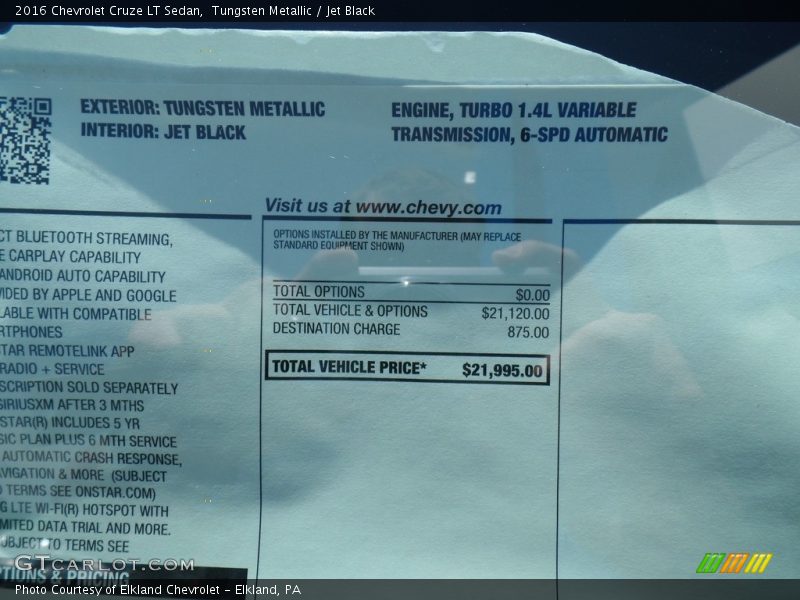 2016 Chevrolet Cruze LT Sedan,  Tungsten Metallic / Jet Black
EXTERIOR: TUNGSTEN METALLIC
INTERIOR: JET BLACK
ENGINE, TURBO 1.4L VARIABLE
TRANSMISSION, 6-SPD AUTOMATIC
Visit us at www.chevy.com
CT BLUETOOTH STREAMING,
E CARPLAY CAPABILITY
ANDROID AUTO CAPABILITY
VIDED BY APPLE AND GOOGLE
LABLE WITH COMPATIBLE
RTPHONES
STAR REMOTELINK APP
RADIO + SERVICE
SCRIPTION SOLD SEPARATELY
SIRIUSXM AFTER 3 MTHS
STAR(R) INCLUDES 5 YR
SIC PLAN PLUS 6 MTH SERVICE
AUTOMATIC CRASH RESPONSE,
AVIGATION & MORE (SUBJECT
O TERMS SEE ONSTAR.COM)
G LTE WI-FI(R) HOTSPOT WITH
IMITED DATA TRIAL AND MORE.
UBJECT TO TERMS SEE
TIONS & PRICING
OPTIONS INSTALLED BY THE MANUFACTURER (MAY REPLACE
STANDARD EQUIPMENT SHOWN)
TOTAL OPTIONS $0.00
TOTAL VEHICLE & OPTIONS $21,120.00
DESTINATION CHARGE 875.00
TOTAL VEHICLE PRICE* $21,995.00
GTCARLOT.COM
Photo Courtesy of Elkland Chevrolet - Elkland, PA